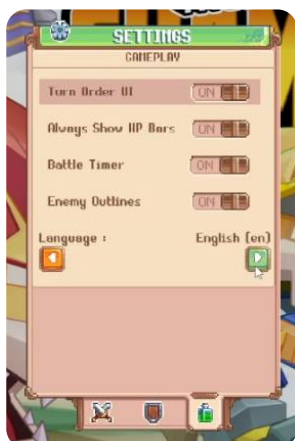 SETTINGS
GAMEPLAY
Turn Order UI ON
Always Show HP Bars ON
Battle Timer ON
Enemy Outlines ON
Language : English (en)